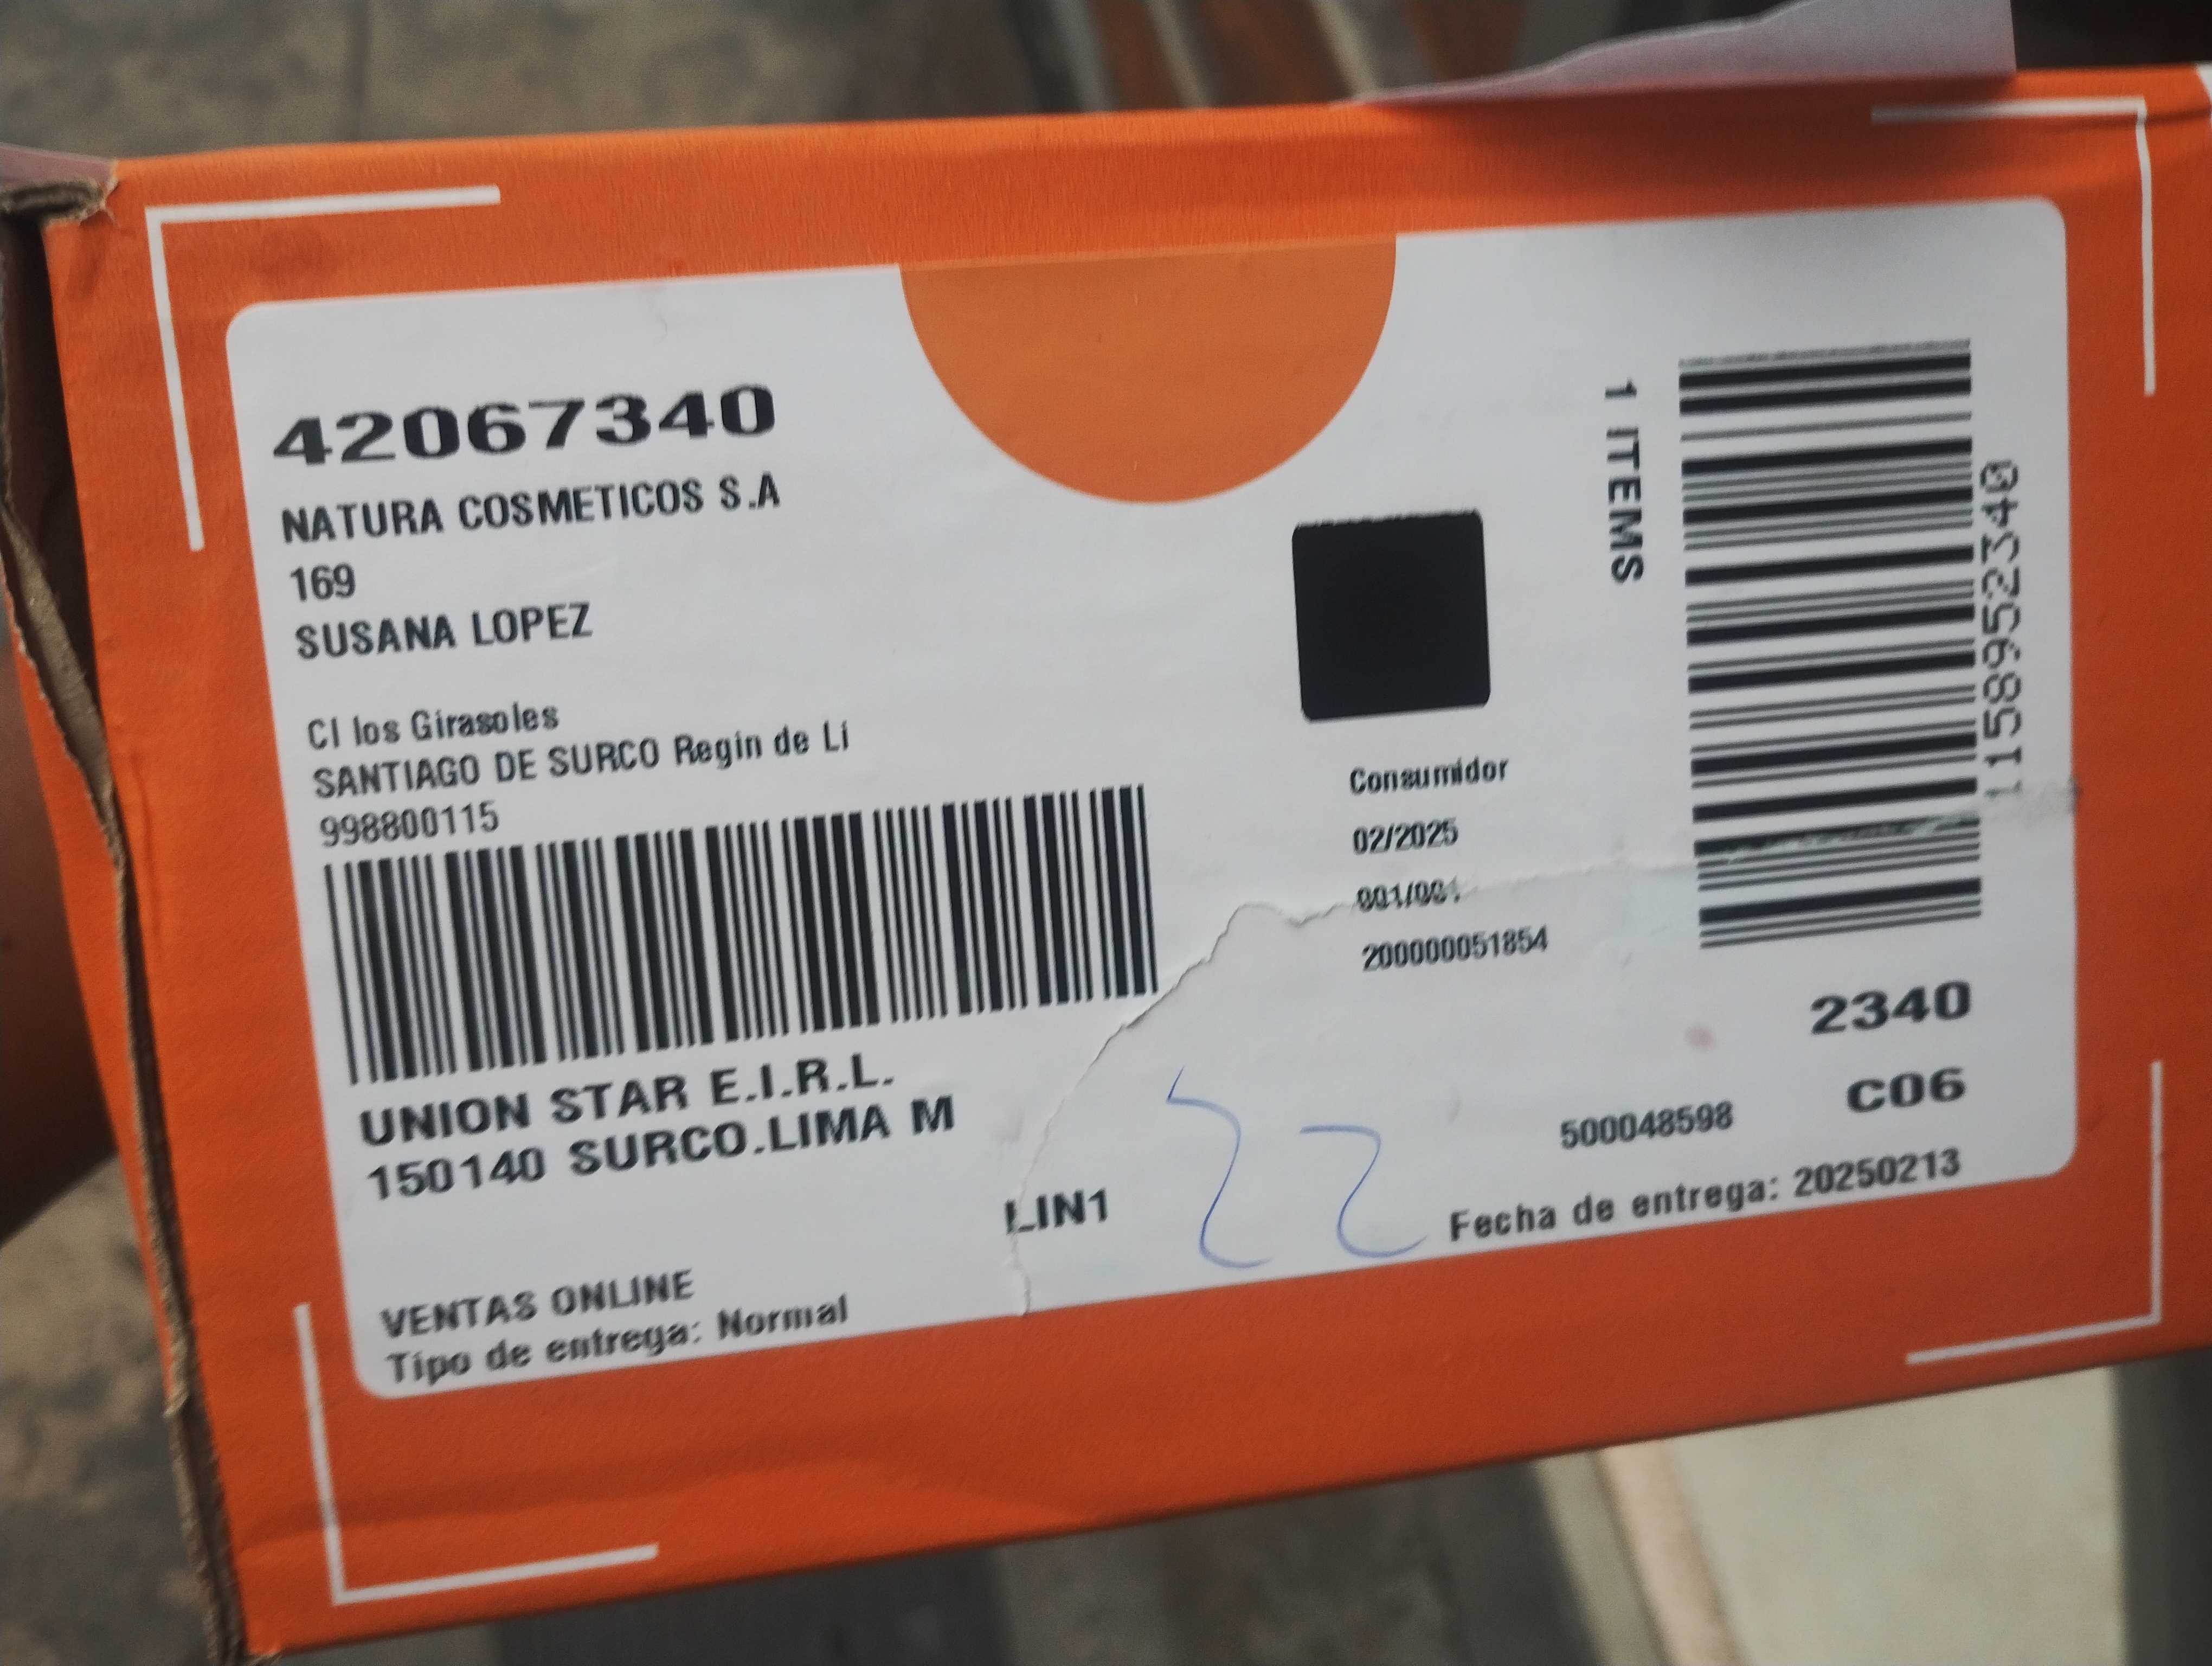 42067340
NATURA COSMETICOS S.A
169
SUSANA LOPEZ
Cl los Girasoles
SANTIAGO DE SURCO Regin de Li
998800115
UNION STAR E.I.R.L.
150140 SURCO.LIMA M
LIN1
VENTAS ONLINE
Tipo de entrega: Normal
1 ITEMS
1158952340
Consumidor
02/2025
001/001
200000051854
2340
C06
500048598
Fecha de entrega: 20250213